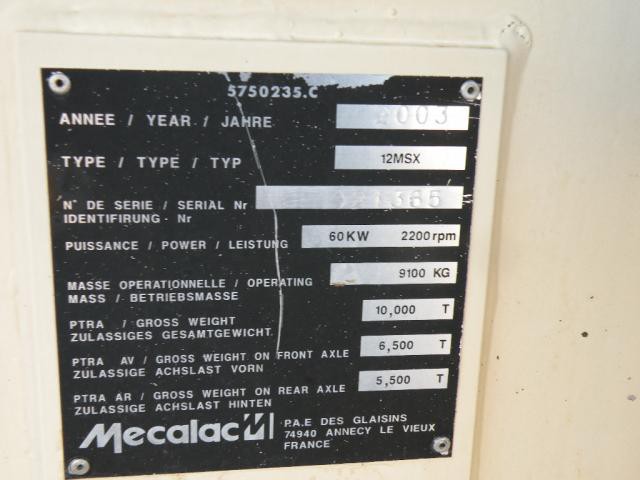 5750235.C
ANNEE / YEAR / JAHRE 2003
TYPE / TYPE / TYP 12MSX
N° DE SERIE / SERIAL Nr
IDENTIFIRUNG - Nr
PUISSANCE / POWER / LEISTUNG 60KW 2200rpm
MASSE OPERATIONNELLE / OPERATING 9100 KG
MASS / BETRIEBSMASSE
PTRA / GROSS WEIGHT 10,000 T
ZULASSIGES GESAMTGEWICHT
PTRA AV / GROSS WEIGHT ON FRONT AXLE 6,500 T
ZULASSIGE ACHSLAST VORN
PTRA AR / GROSS WEIGHT ON REAR AXLE 5,500 T
ZULASSIGE ACHSLAST HINTEN
Mecalac
P.A.E DES GLAISINS
74940 ANNECY LE VIEUX
FRANCE